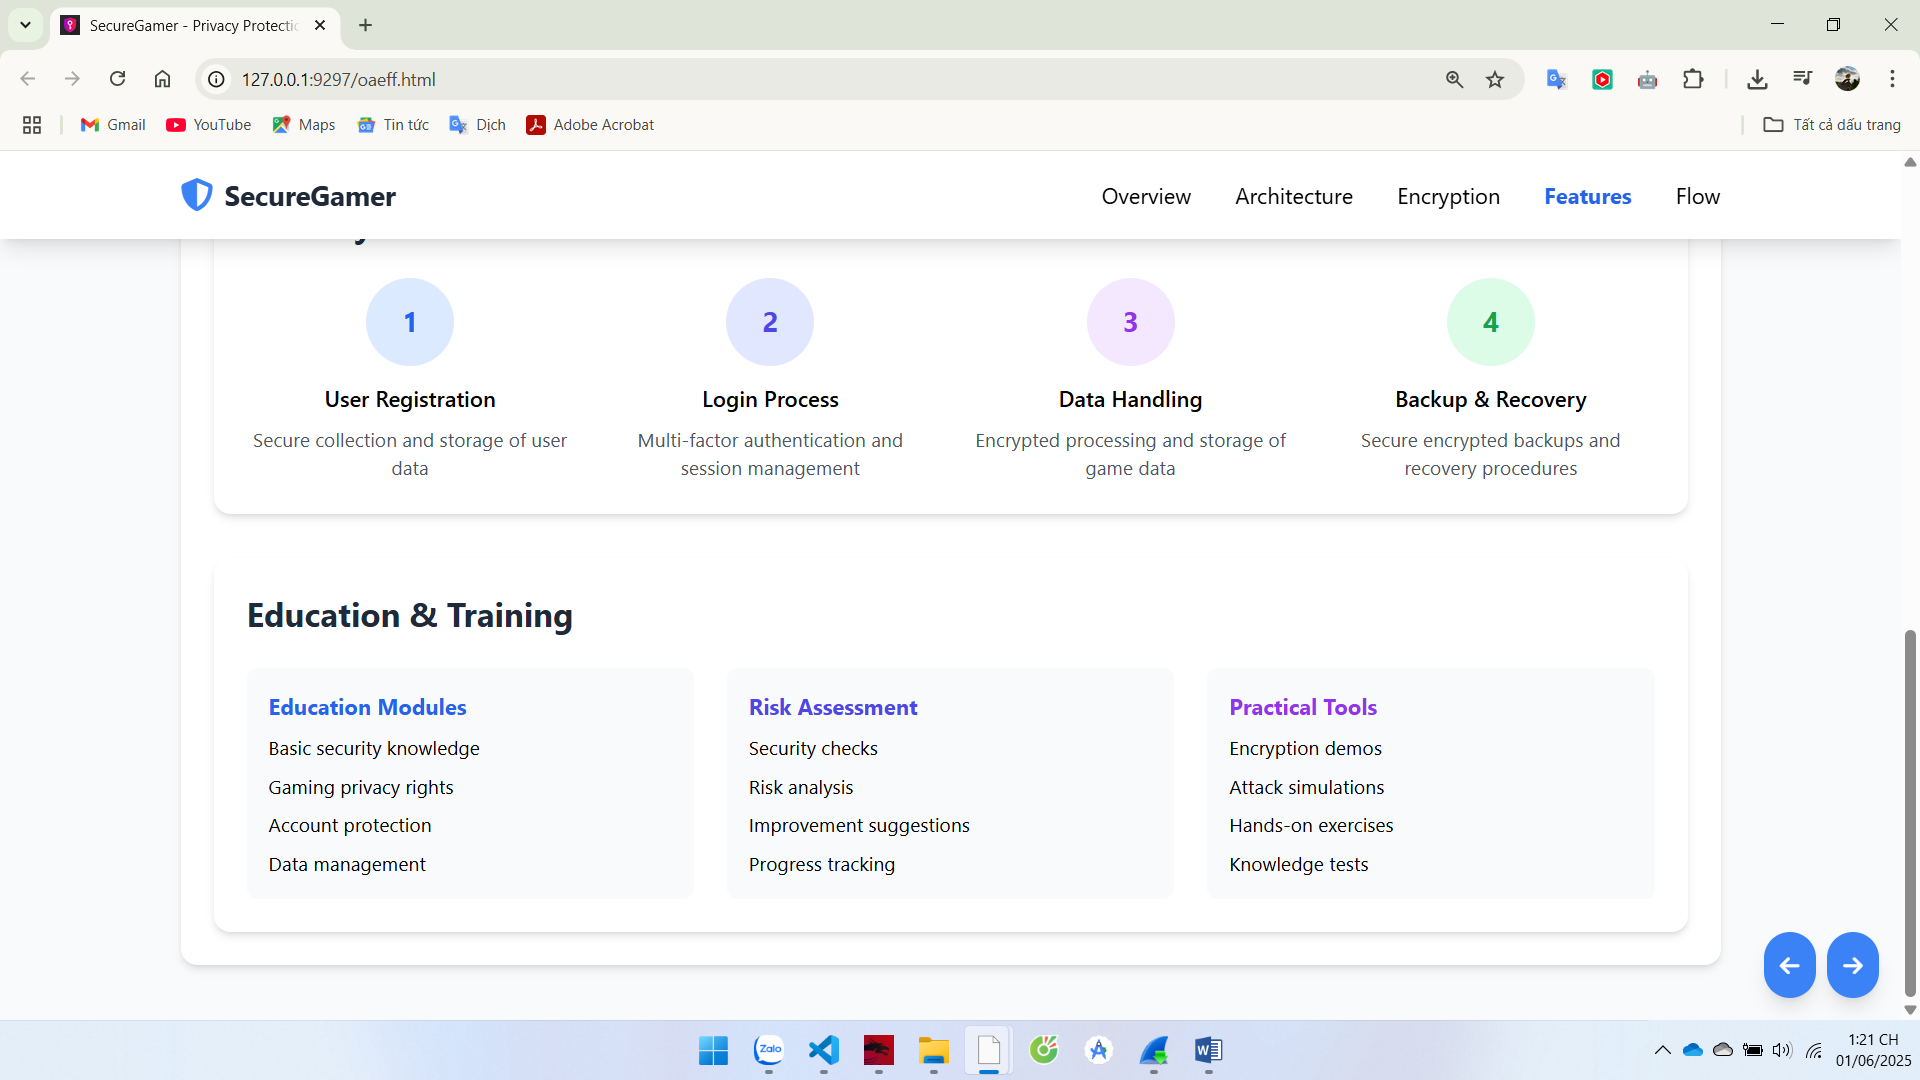 SecureGamer - Privacy Protectio
127.0.0.1:9297/oaeff.html
Gmail YouTube Maps Tin tức Dịch Adobe Acrobat Tất cả dấu trang
SecureGamer Overview Architecture Encryption Features Flow
1 2 3 4
User Registration Login Process Data Handling Backup & Recovery
Secure collection and storage of user Multi-factor authentication and Encrypted processing and storage of Secure encrypted backups and
data session management game data recovery procedures
Education & Training
Education Modules
Basic security knowledge
Gaming privacy rights
Account protection
Data management
Risk Assessment
Security checks
Risk analysis
Improvement suggestions
Progress tracking
Practical Tools
Encryption demos
Attack simulations
Hands-on exercises
Knowledge tests
Zalo
1:21 CH
01/06/2025